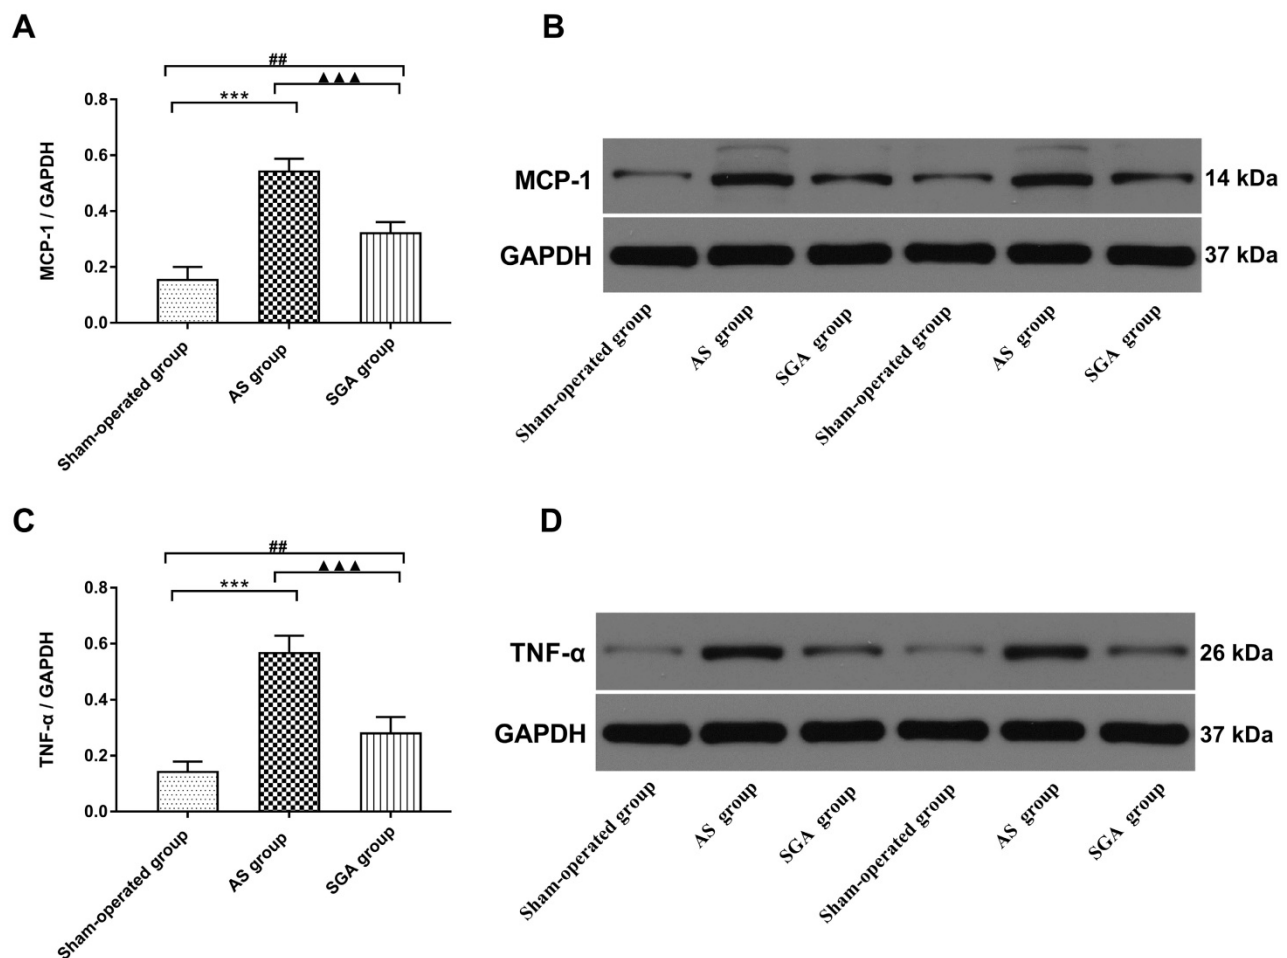 A
##
▲▲▲
***
0.8
0.6
0.4
0.2
0.0
MCP-1 / GAPDH
Sham-operated group
AS group
SGA group
B
MCP-1
14 kDa
GAPDH
37 kDa
Sham-operated group
AS group
SGA group
Sham-operated group
AS group
SGA group
C
##
▲▲▲
***
0.8
0.6
0.4
0.2
0.0
TNF-α / GAPDH
Sham-operated group
AS group
SGA group
D
TNF-α
26 kDa
GAPDH
37 kDa
Sham-operated group
AS group
SGA group
Sham-operated group
AS group
SGA group